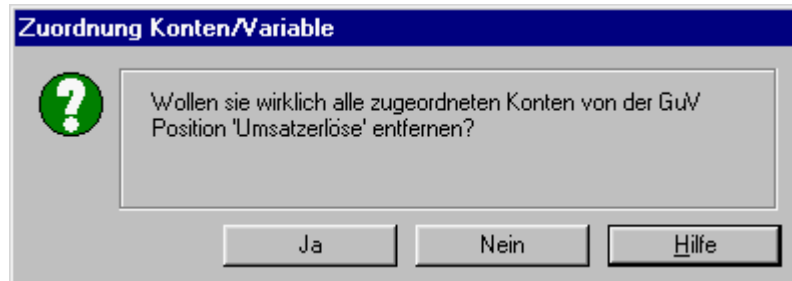 Zuordnung Konten/Variable
Wollen sie wirklich alle zugeordneten Konten von der GuV
Position 'Umsatzerlöse' entfernen?
Ja
Nein
Hilfe